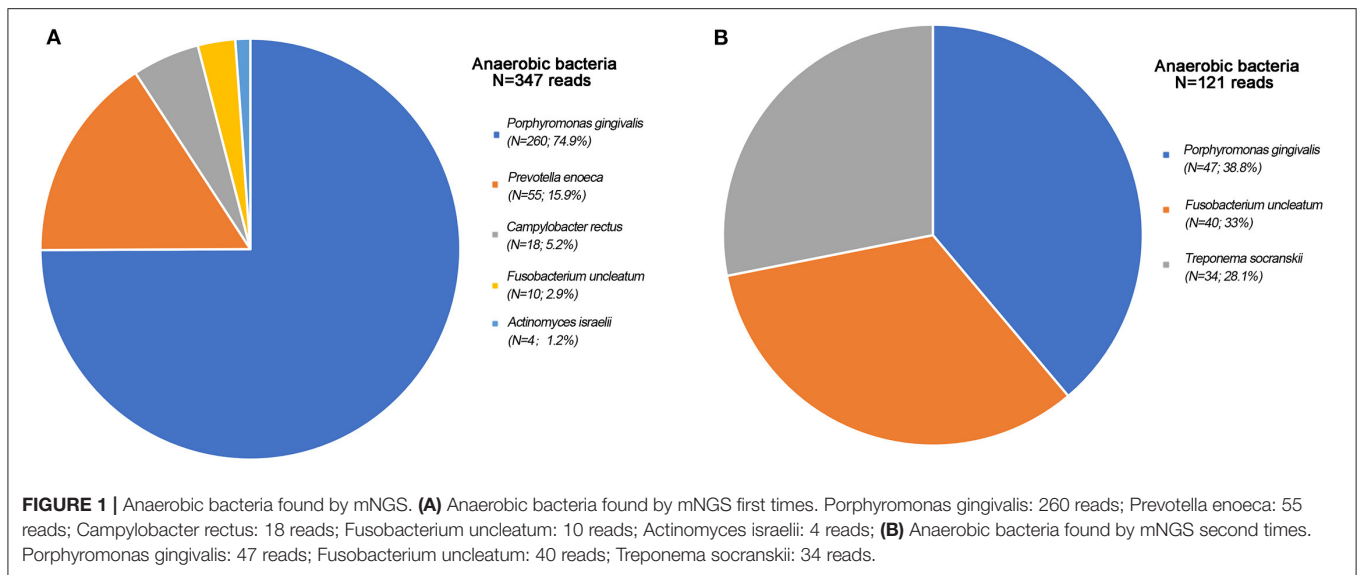 A
Anaerobic bacteria
N=347 reads
Porphyromonas gingivalis
(N=260; 74.9%)
Prevotella enoeca
(N=55; 15.9%)
Campylobacter rectus
(N=18; 5.2%)
Fusobacterium uncleatum
(N=10; 2.9%)
Actinomyces israelii
(N=4; 1.2%)
B
Anaerobic bacteria
N=121 reads
Porphyromonas gingivalis
(N=47; 38.8%)
Fusobacterium uncleatum
(N=40; 33%)
Treponema socranskii
(N=34; 28.1%)
FIGURE 1 | Anaerobic bacteria found by mNGS. (A) Anaerobic bacteria found by mNGS first times. Porphyromonas gingivalis: 260 reads; Prevotella enoeca: 55
reads; Campylobacter rectus: 18 reads; Fusobacterium uncleatum: 10 reads; Actinomyces israelii: 4 reads; (B) Anaerobic bacteria found by mNGS second times.
Porphyromonas gingivalis: 47 reads; Fusobacterium uncleatum: 40 reads; Treponema socranskii: 34 reads.